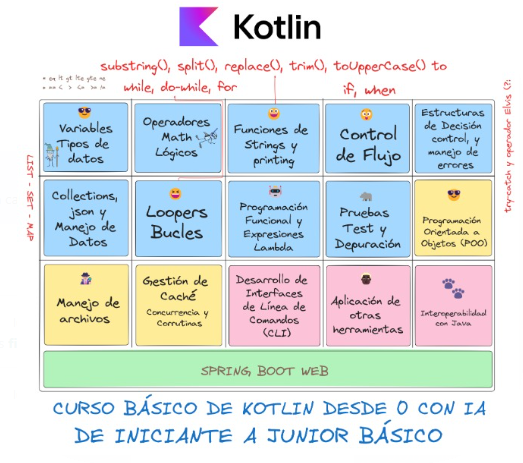 Kotlin
substring(), split(), replace(), trim(), toUpperCase() to
while, do-while, for
if, when
Variables
Tipos de
datos
Operadores
Math
Lógicos
Funciones de
Strings y
printing
Control
de Flujo
Estructuras
de Decisión
control, y
manejo de
errores
try-catch y operador Elvis (?:
LIST - SET - MAP
Collections,
json y
Manejo de
Datos
Loopers
Bucles
Programación
Funcional y
Expresiones
Lambda
Pruebas
Test y
Depuración
Programación
Orientada a
Objetos (POO)
Manejo de
archivos
Gestión de
Caché
Concurrencia y
Corrutinas
Desarrollo de
Interfaces
de Línea de
Comandos
(CLI)
Aplicación de
otras
herramientas
Interoperabilidad
con Java
SPRING BOOT WEB
CURSO BÁSICO DE KOTLIN DESDE 0 CON IA
DE INICIANTE A JUNIOR BÁSICO